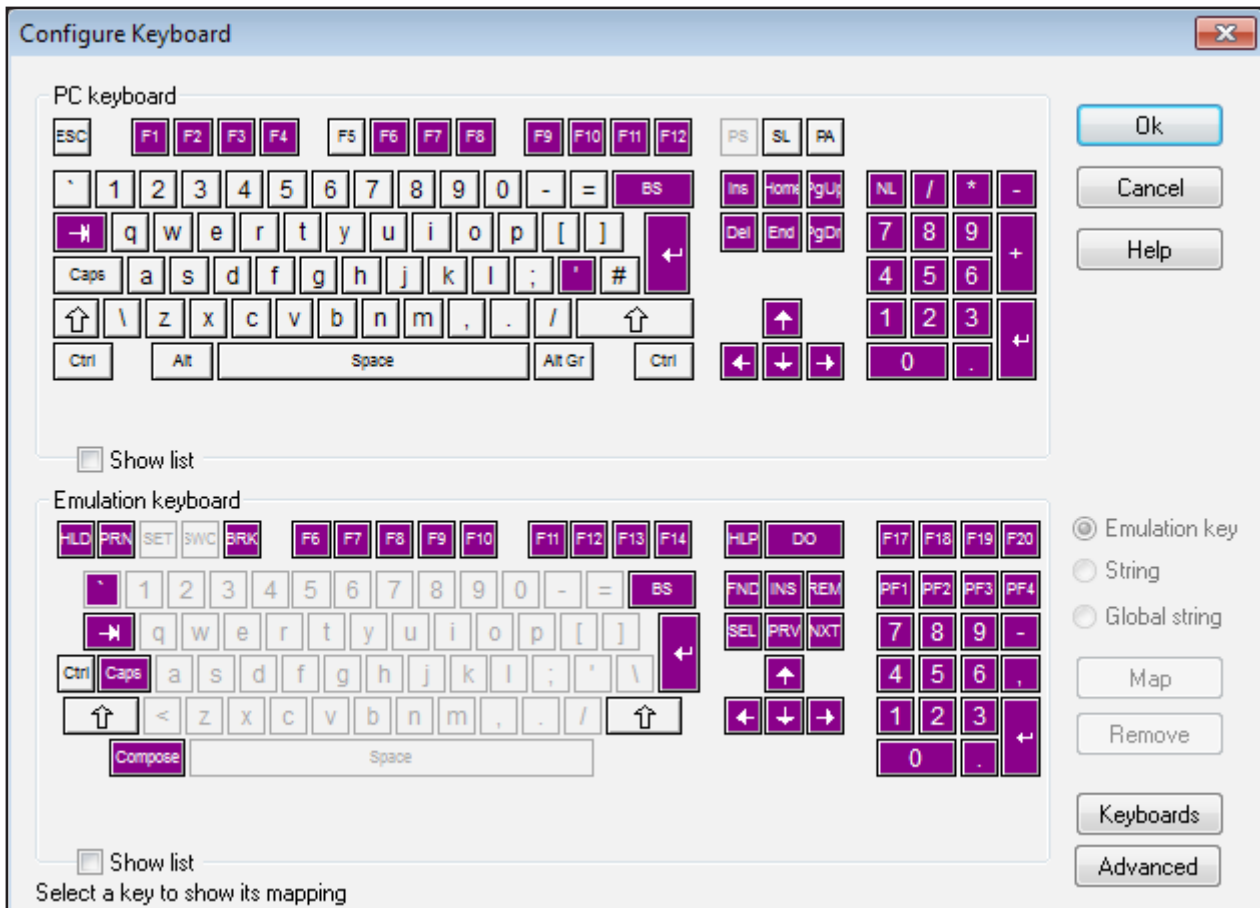 Configure Keyboard
PC keyboard
ESC F1 F2 F3 F4 F5 F6 F7 F8 F9 F10 F11 F12 PS SL PA Ok
` 1 2 3 4 5 6 7 8 9 0 - = BS Ins Home PgUp NL / * - Cancel
q w e r t y u i o p [ ] Del End PgDn 7 8 9 + Help
Caps a s d f g h j k l ; ' # 4 5 6
\ z x c v b n m , . / 1 2 3
Ctrl Alt Space Alt Gr Ctrl 0 .
Show list
Emulation keyboard
HLD PRN SET SWC BRK F6 F7 F8 F9 F10 F11 F12 F13 F14 HLP DO F17 F18 F19 F20 Emulation key
` 1 2 3 4 5 6 7 8 9 0 - = BS FND INS REM PF1 PF2 PF3 PF4 String
q w e r t y u i o p [ ] SEL PRV NXT 7 8 9 - Global string
Ctrl Caps a s d f g h j k l ; ' \ 4 5 6 , Map
< z x c v b n m , . / 1 2 3 Remove
Compose Space 0 .
Keyboards
Show list Advanced
Select a key to show its mapping